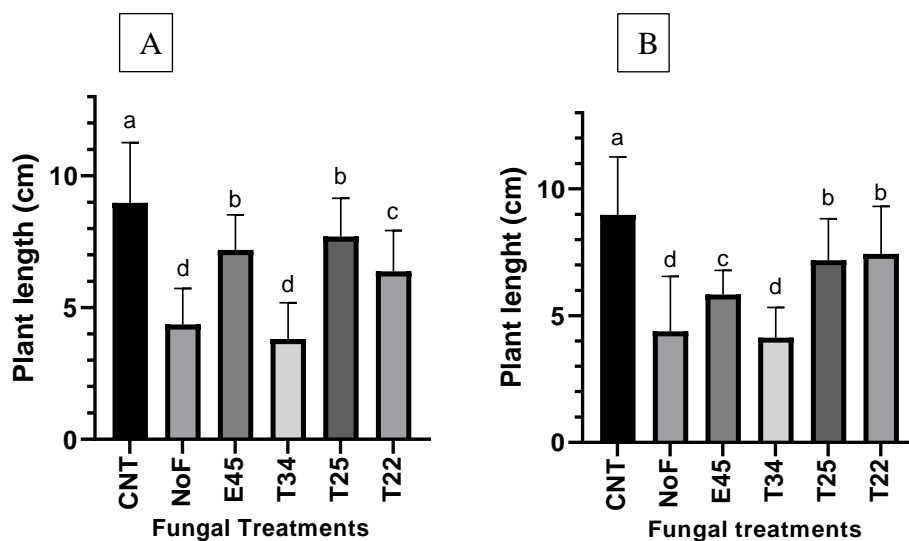 A
Plant length (cm)
10
5
0
a
d
b
d
b
c
CNT
NoF
E45
T34
T25
T22
Fungal Treatments
B
Plant lenght (cm)
10
5
0
a
d
c
d
b
b
CNT
NoF
E45
T34
T25
T22
Fungal treatments